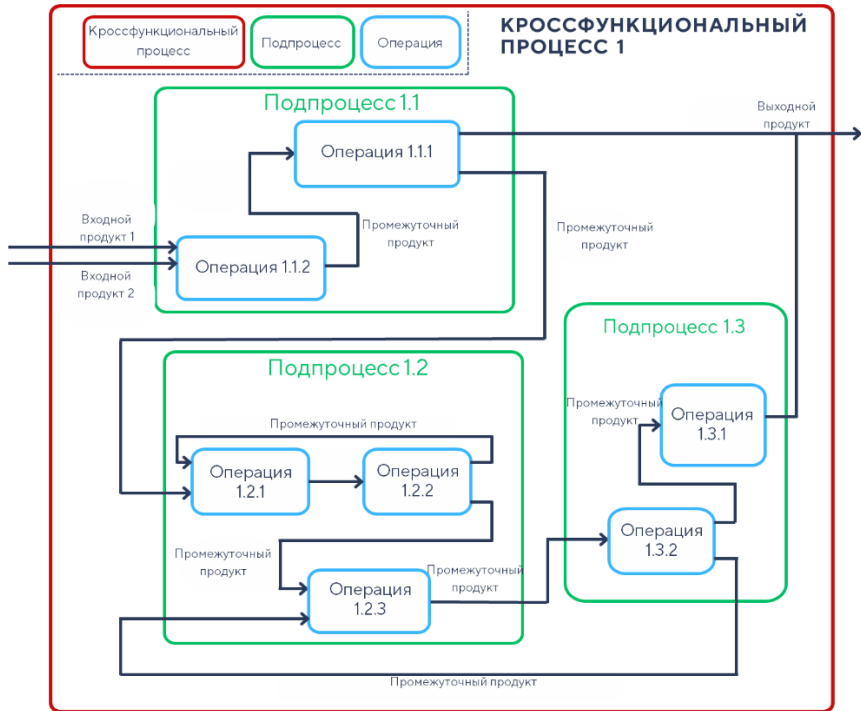 Кроссфункциональный
процесс
Подпроцесс
Операция
КРОССФУНКЦИОНАЛЬНЫЙ
ПРОЦЕСС 1
Подпроцесс 1.1
Выходной
продукт
Операция 1.1.1
Входной
продукт 1
Промежуточный
продукт
Промежуточный
продукт
Операция 1.1.2
Входной
продукт 2
Подпроцесс 1.3
Подпроцесс 1.2
Промежуточный
продукт
Операция
1.3.1
Промежуточный продукт
Операция
1.2.1
Операция
1.2.2
Операция
1.3.2
Промежуточный
продукт
Промежуточный
продукт
Операция
1.2.3
Промежуточный продукт